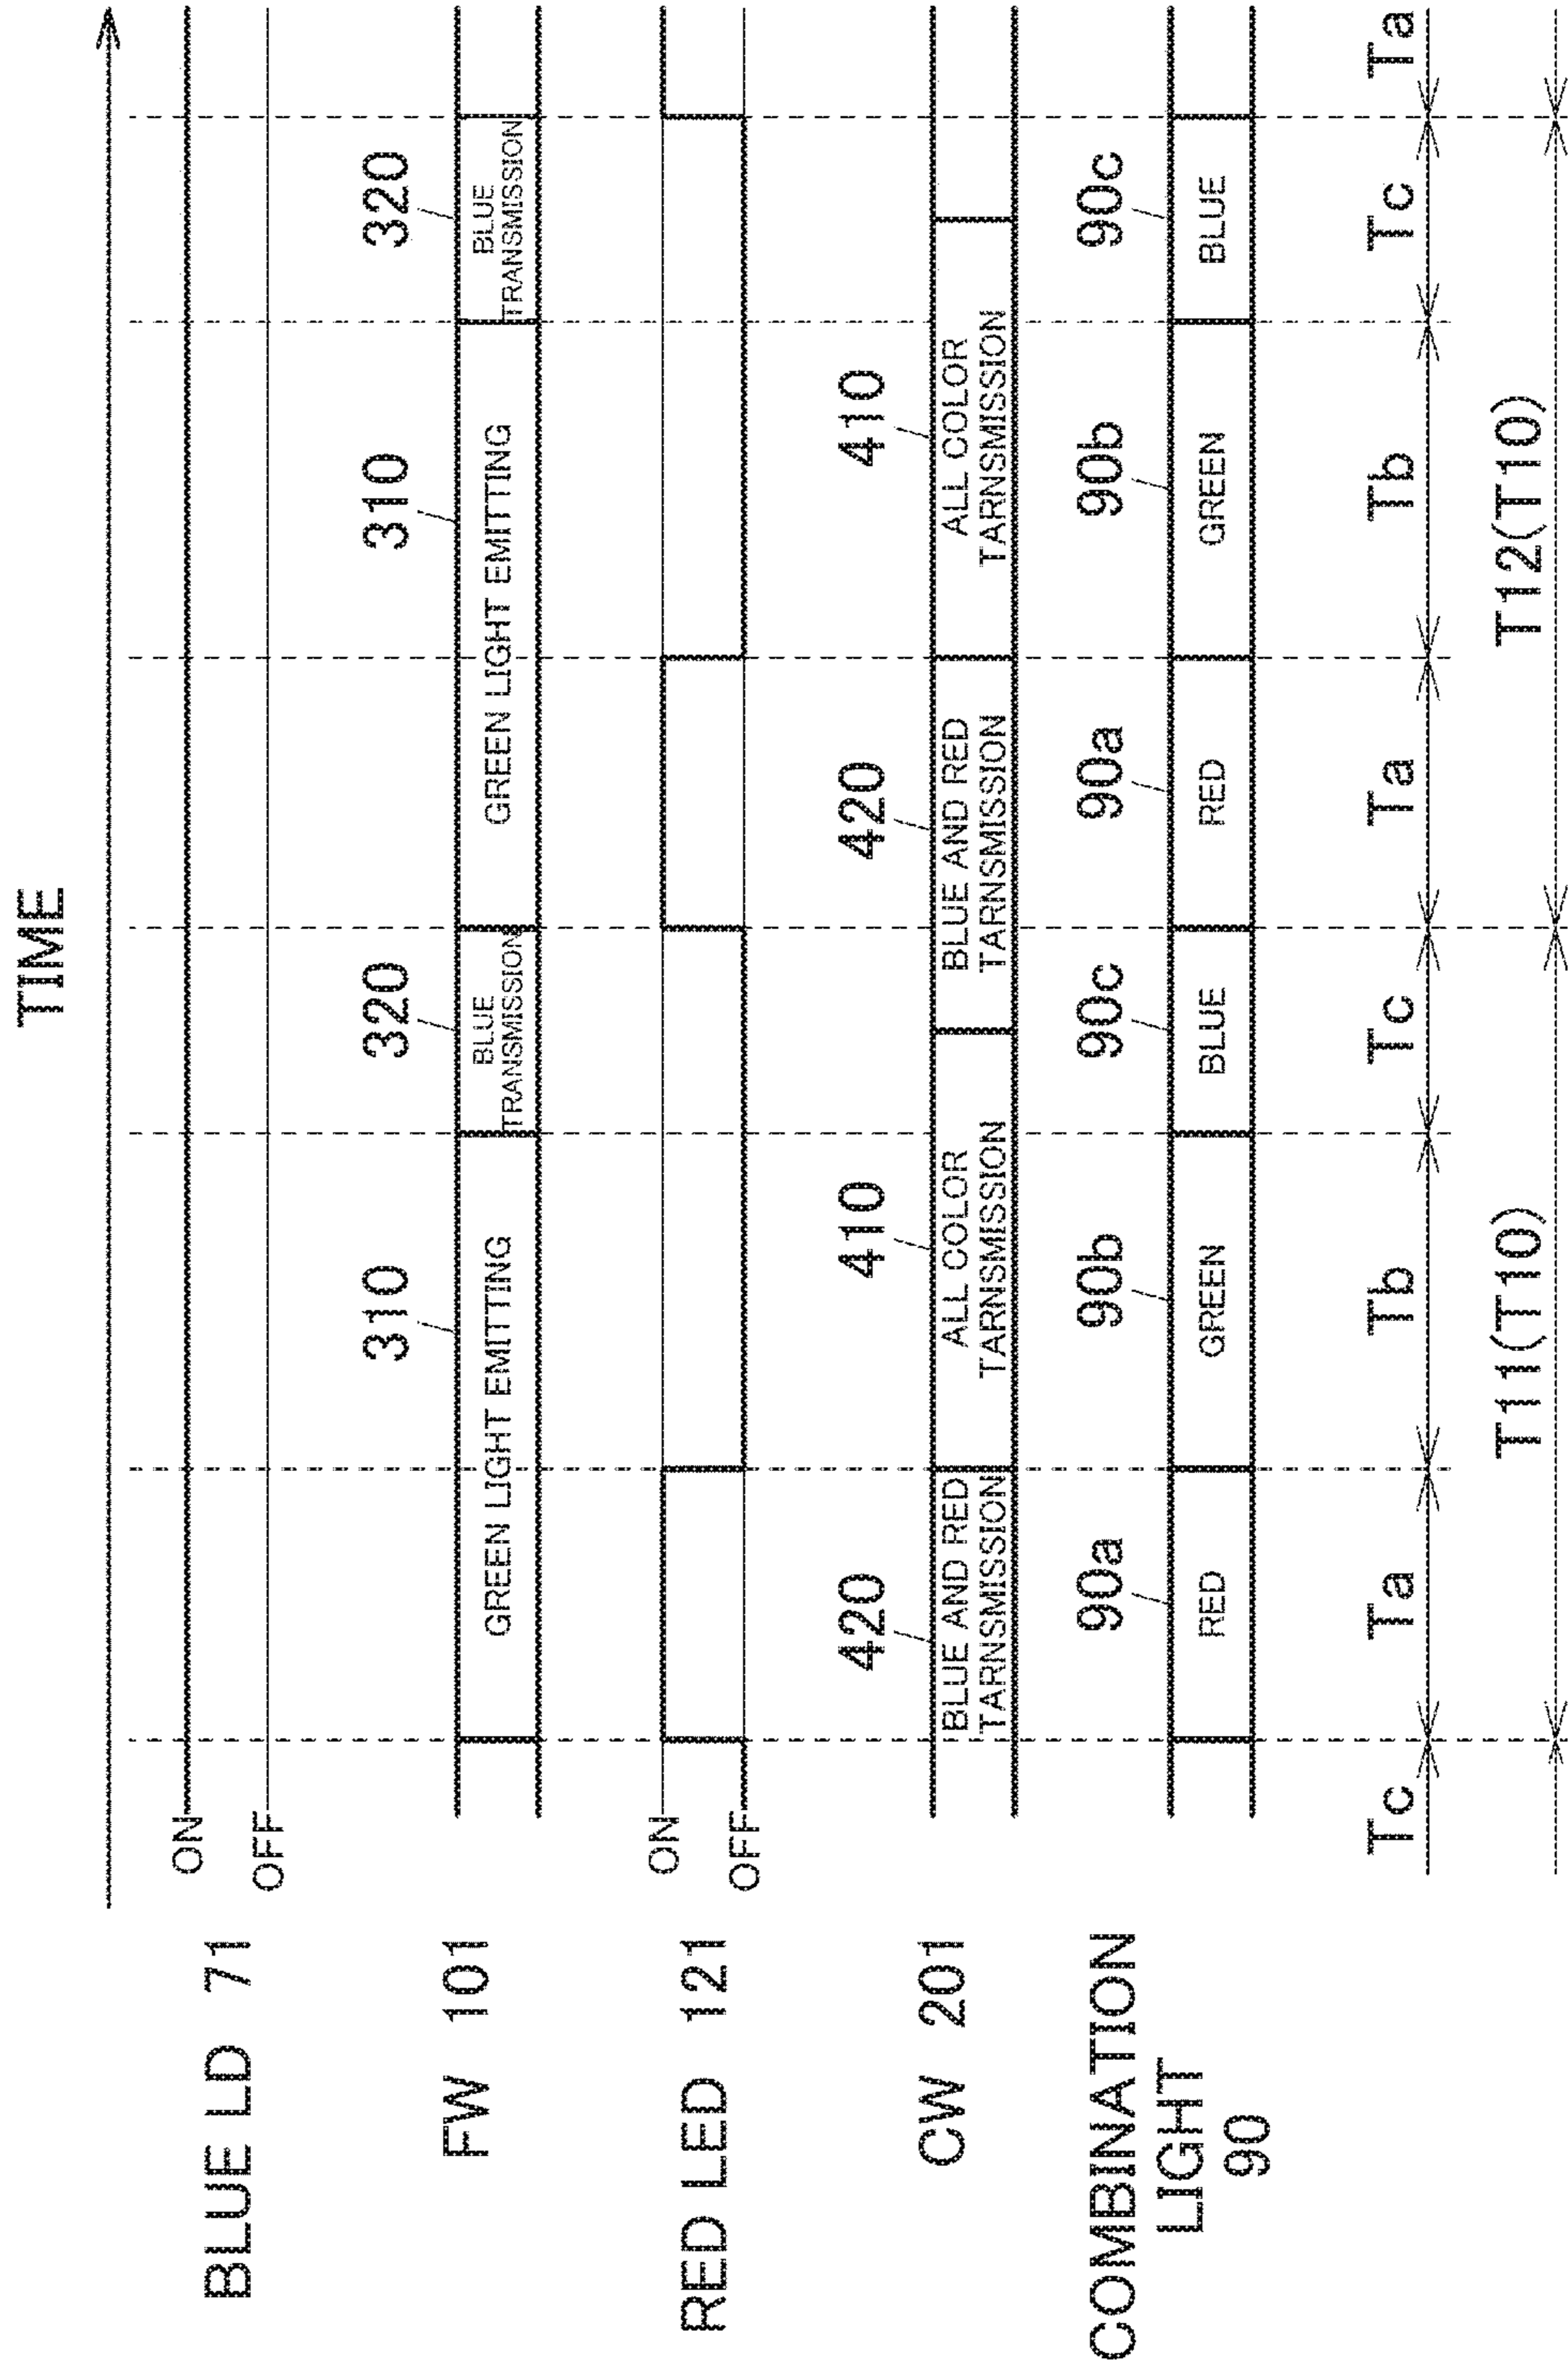 TIME
BLUE LD 71
ON
OFF
FW 101
310
320
310
320
GREEN LIGHT EMITTING
BLUE
TRANSMISSION
GREEN LIGHT EMITTING
BLUE
TRANSMISSION
RED LED 121
ON
OFF
CW 201
420
410
420
410
BLUE AND RED
TARNSMISSION
ALL COLOR
TARNSMISSION
BLUE AND RED
TARNSMISSION
ALL COLOR
TARNSMISSION
COMBINATION
LIGHT
90
90a
90b
90c
90a
90b
90c
RED
GREEN
BLUE
RED
GREEN
BLUE
Tc
Ta
Tb
Tc
Ta
Tb
Tc
Ta
T11(T10)
T12(T10)